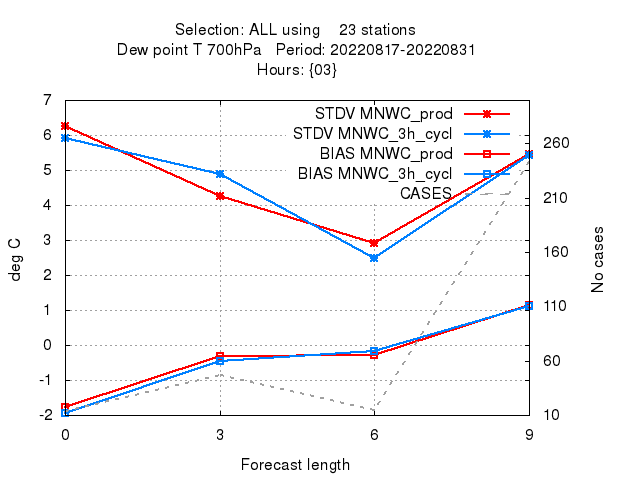 Selection: ALL using 23 stations
Dew point T 700hPa Period: 20220817-20220831
Hours: {03}
STDV MNWC_prod
STDV MNWC_3h_cycl
BIAS MNWC_prod
BIAS MNWC_3h_cycl
CASES
deg C
7
6
5
4
3
2
1
0
-1
-2
260
210
160
110
60
10
No cases
0 3 6 9
Forecast length